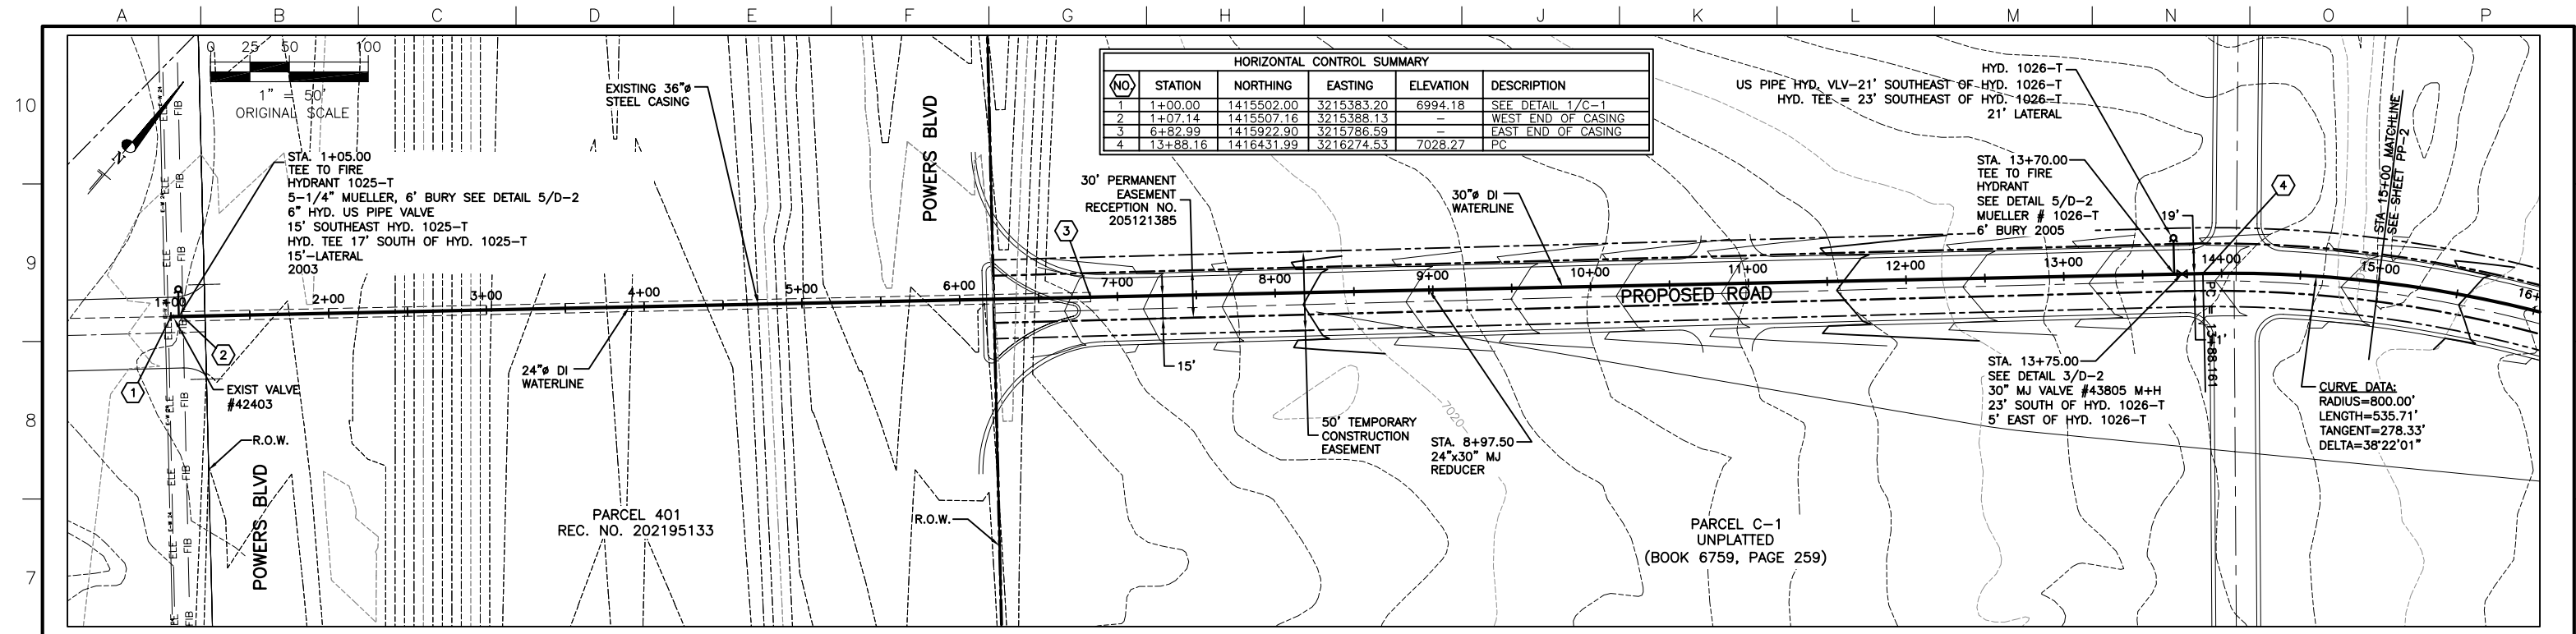 A B C D E F G H I J K L M N O P
10
9
8
7
0 25 50 100
1" = 50'
ORIGINAL SCALE
N
STA. 1+05.00
TEE TO FIRE
HYDRANT 1025-T
5-1/4" MUELLER, 6' BURY SEE DETAIL 5/D-2
6" HYD. US PIPE VALVE
15' SOUTHEAST HYD. 1025-T
HYD. TEE 17' SOUTH OF HYD. 1025-T
15'-LATERAL
2003
EXISTING 36"ø
STEEL CASING
POWERS BLVD
HORIZONTAL CONTROL SUMMARY
NO. STATION NORTHING EASTING ELEVATION DESCRIPTION
1 1+00.00 1415502.00 3215383.20 6994.18 SEE DETAIL 1/C-1
2 1+07.14 1415507.16 3215388.13 - WEST END OF CASING
3 6+82.99 1415922.90 3215786.59 - EAST END OF CASING
4 13+88.16 1416431.99 3216274.53 7028.27 PC
HYD. 1026-T
US PIPE HYD. VLV-21' SOUTHEAST OF HYD. 1026-T
HYD. TEE = 23' SOUTHEAST OF HYD. 1026-T
21' LATERAL
STA 15+00 MATCHLINE
SEE SHEET PP-2
30' PERMANENT
EASEMENT
RECEPTION NO.
205121385
30"ø DI
WATERLINE
STA. 13+70.00
TEE TO FIRE
HYDRANT
SEE DETAIL 5/D-2
MUELLER # 1026-T
6' BURY 2005
19'
4
3
1+00
2+00
3+00
4+00
5+00
6+00
7+00
8+00
9+00
10+00
11+00
12+00
13+00
14+00
15+00
16+
PROPOSED ROAD
ELE
FIB
ELE
FIB
ELE
FIB
ELE
FIB
ELE
FIB
1
2
EXIST VALVE
#42403
R.O.W.
POWERS BLVD
24"ø DI
WATERLINE
PARCEL 401
REC. NO. 202195133
R.O.W.
15'
50' TEMPORARY
CONSTRUCTION
EASEMENT
7020
STA. 8+97.50
24"x30" MJ
REDUCER
PARCEL C-1
UNPLATTED
(BOOK 6759, PAGE 259)
STA. 13+75.00
SEE DETAIL 3/D-2
30" MJ VALVE #43805 M+H
23' SOUTH OF HYD. 1026-T
5' EAST OF HYD. 1026-T
PC = 13+88.161
CURVE DATA:
RADIUS=800.00'
LENGTH=535.71'
TANGENT=278.33'
DELTA=38°22'01"